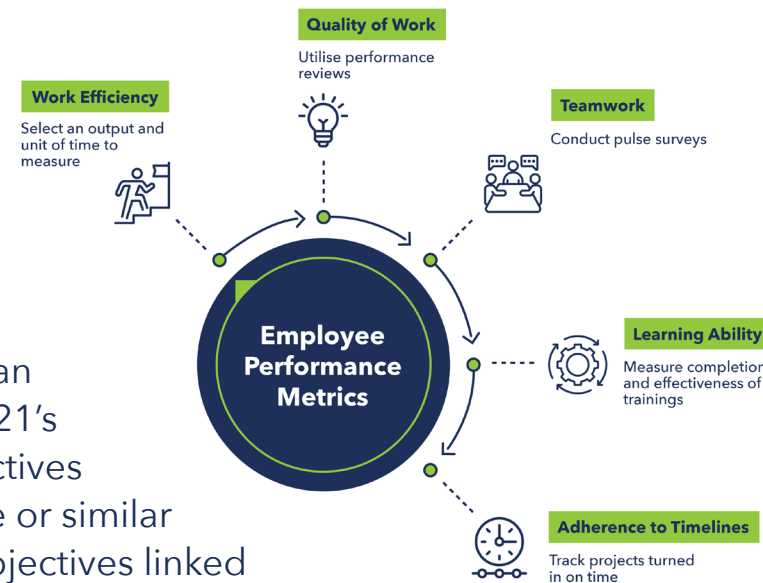 Quality of Work
Utilise performance
reviews
Work Efficiency
Select an output and
unit of time to
measure
Teamwork
Conduct pulse surveys
Employee
Performance
Metrics
Learning Ability
Measure completion
and effectiveness of
trainings
Adherence to Timelines
Track projects turned
in on time
an
21’s
ctives
e or similar
bjectives linked